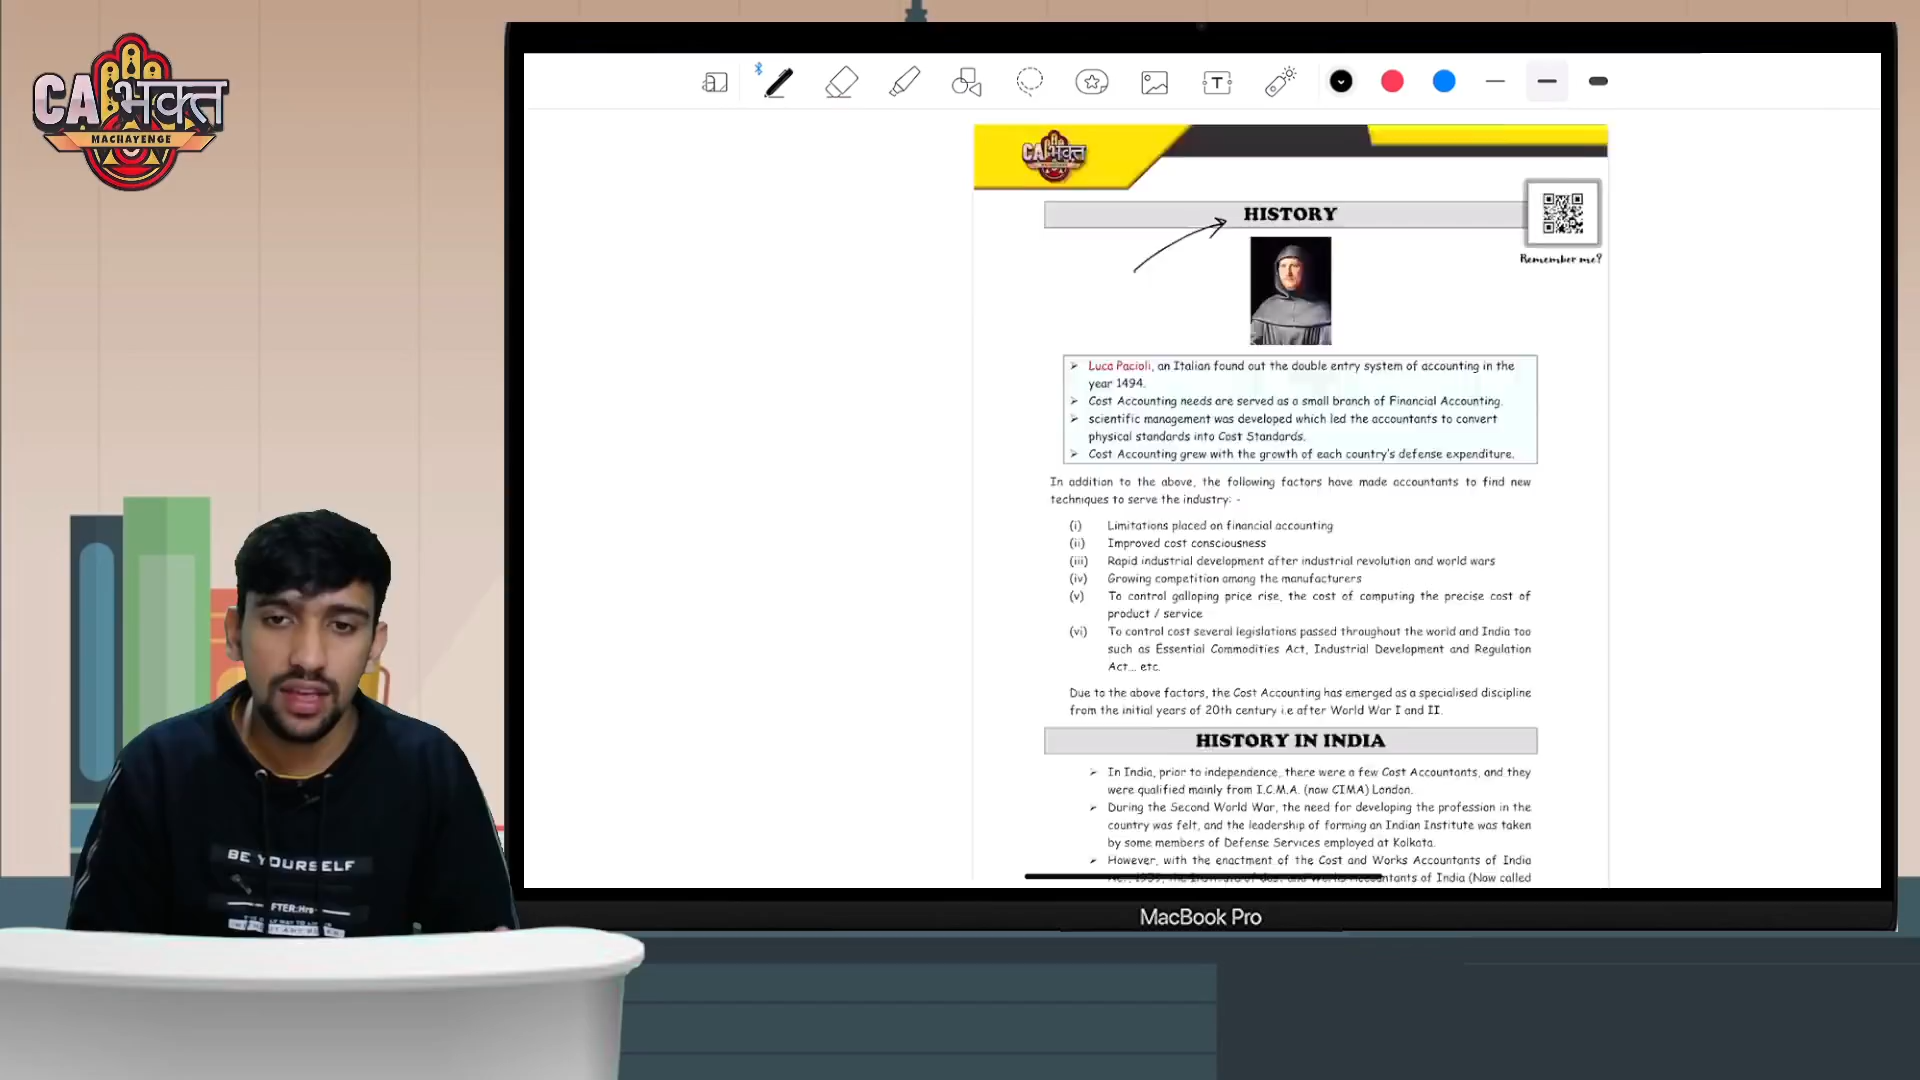 CA भक्त
MACHAYENGE
CA भक्त
HISTORY
Remember me?
➢ Luca Pacioli, an Italian found out the double entry system of accounting in the
year 1494.
➢ Cost Accounting needs are served as a small branch of Financial Accounting.
➢ scientific management was developed which led the accountants to convert
physical standards into Cost Standards.
➢ Cost Accounting grew with the growth of each country's defense expenditure.
In addition to the above, the following factors have made accountants to find new
techniques to serve the industry: -
(i) Limitations placed on financial accounting
(ii) Improved cost consciousness
(iii) Rapid industrial development after industrial revolution and world wars
(iv) Growing competition among the manufacturers
(v) To control galloping price rise, the cost of computing the precise cost of
product / service
(vi) To control cost several legislations passed throughout the world and India too
such as Essential Commodities Act, Industrial Development and Regulation
Act... etc.
Due to the above factors, the Cost Accounting has emerged as a specialised discipline
from the initial years of 20th century i.e after World War I and II.
HISTORY IN INDIA
➢ In India, prior to independence, there were a few Cost Accountants, and they
were qualified mainly from I.C.M.A. (now CIMA) London.
➢ During the Second World War, the need for developing the profession in the
country was felt, and the leadership of forming an Indian Institute was taken
by some members of Defense Services employed at Kolkata.
➢ However, with the enactment of the Cost and Works Accountants of India
of India (Now called
BE YOURSELF
AFTER:Hrs
MacBook Pro